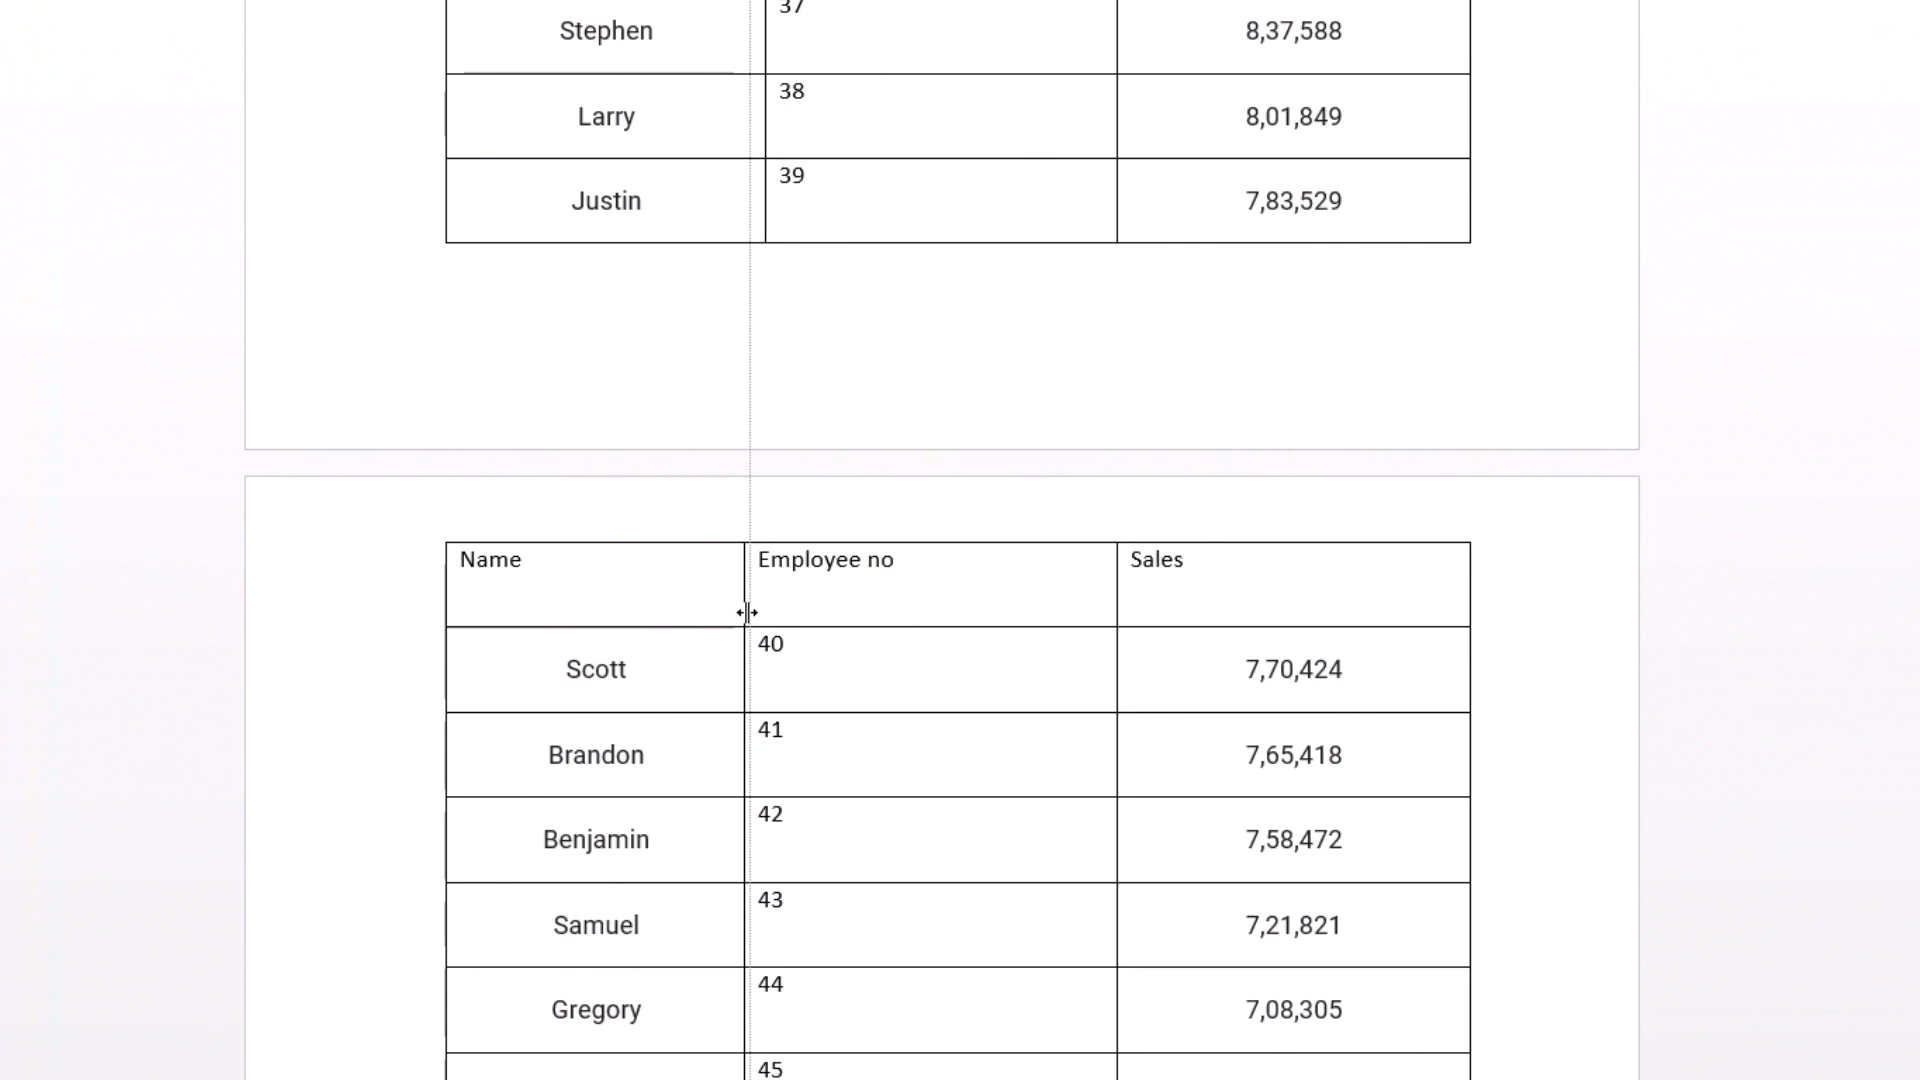 Stephen 37 8,37,588
Larry 38 8,01,849
Justin 39 7,83,529
Name Employee no Sales
Scott 40 7,70,424
Brandon 41 7,65,418
Benjamin 42 7,58,472
Samuel 43 7,21,821
Gregory 44 7,08,305
45